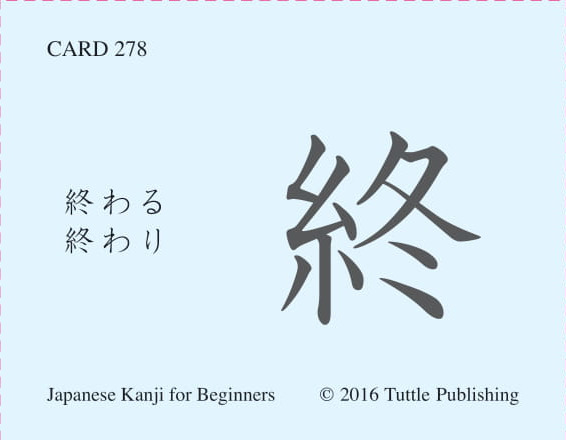 CARD 278
終わる
終わり
終
Japanese Kanji for Beginners © 2016 Tuttle Publishing